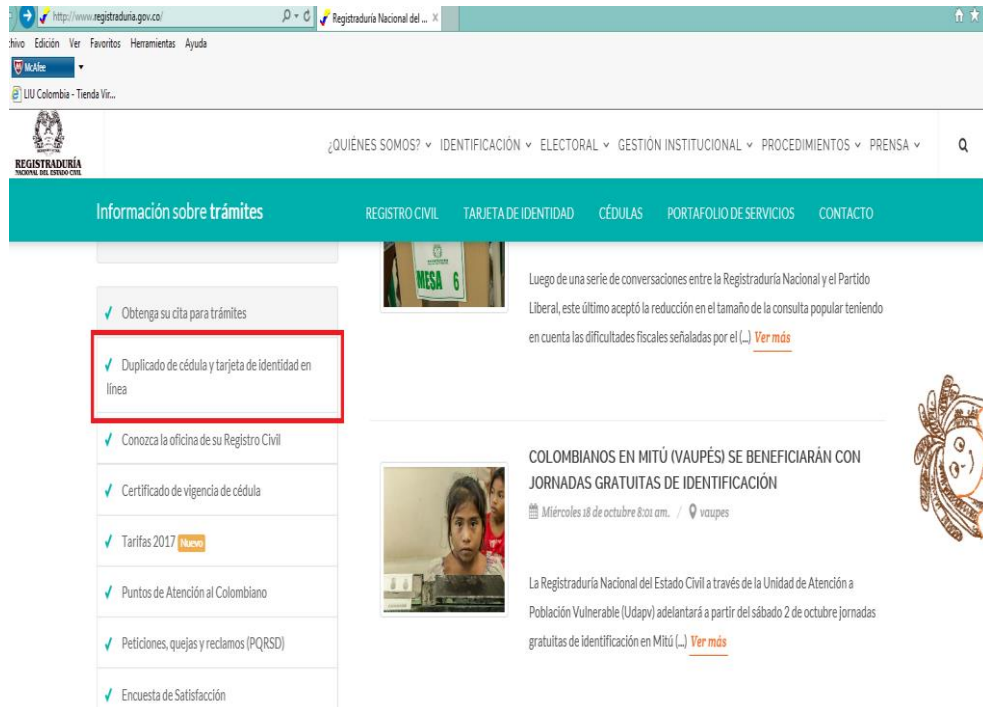 http://www.registraduria.gov.co/
Registraduría Nacional del ... X
Edición Ver Favoritos Herramientas Ayuda
McAfee
LIU Colombia - Tienda Vir...
REGISTRADURÍA
NACIONAL DEL ESTADO CIVIL
¿QUIÉNES SOMOS? IDENTIFICACIÓN ELECTORAL GESTIÓN INSTITUCIONAL PROCEDIMIENTOS PRENSA
Información sobre trámites
REGISTRO CIVIL TARJETA DE IDENTIDAD CÉDULAS PORTAFOLIO DE SERVICIOS CONTACTO
Obtenga su cita para trámites
Duplicado de cédula y tarjeta de identidad en
línea
Conozca la oficina de su Registro Civil
Certificado de vigencia de cédula
Tarifas 2017 Nuevo
Puntos de Atención al Colombiano
Peticiones, quejas y reclamos (PQRSD)
Encuesta de Satisfacción
MESA 6
Luego de una serie de conversaciones entre la Registraduría Nacional y el Partido
Liberal, este último aceptó la reducción en el tamaño de la consulta popular teniendo
en cuenta las dificultades fiscales señaladas por el (...) Ver más
COLOMBIANOS EN MITÚ (VAUPÉS) SE BENEFICIARÁN CON
JORNADAS GRATUITAS DE IDENTIFICACIÓN
Miércoles 18 de octubre 8:01 am. / vaupes
La Registraduría Nacional del Estado Civil a través de la Unidad de Atención a
Población Vulnerable (Udapv) adelantará a partir del sábado 2 de octubre jornadas
gratuitas de identificación en Mitú (...) Ver más